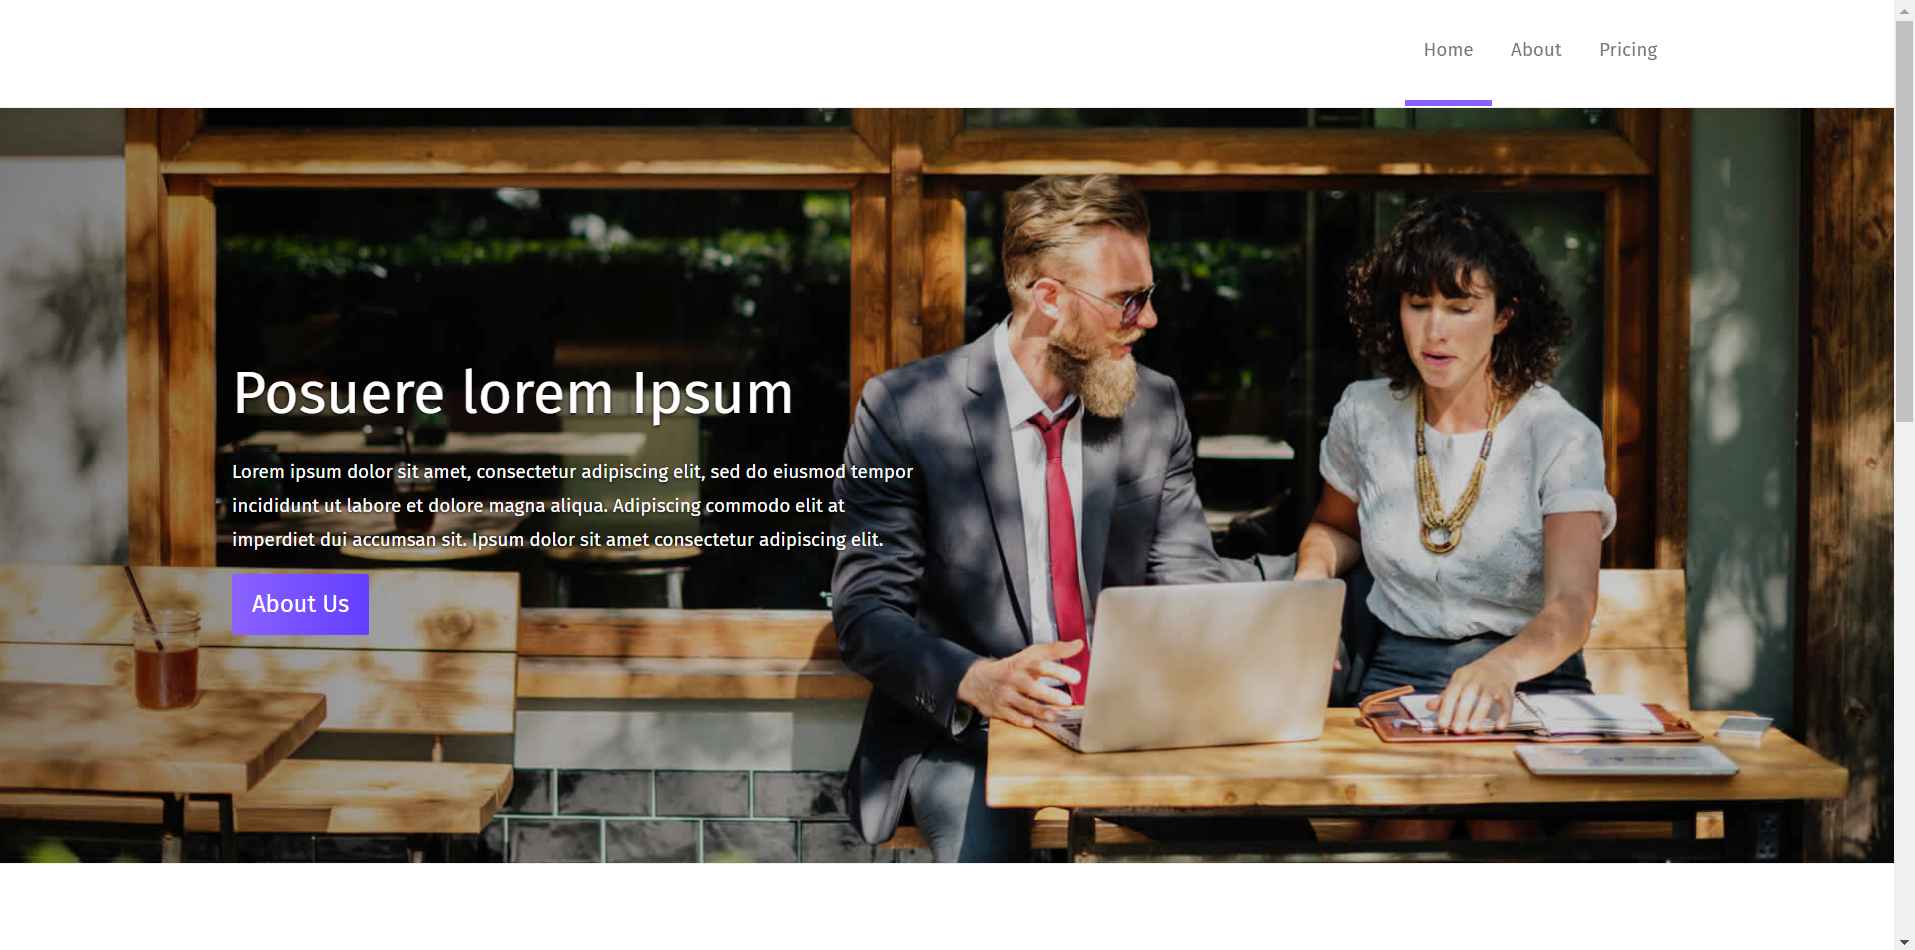 Home About Pricing
Posuere lorem Ipsum
Lorem ipsum dolor sit amet, consectetur adipiscing elit, sed do eiusmod tempor
incididunt ut labore et dolore magna aliqua. Adipiscing commodo elit at
imperdiet dui accumsan sit. Ipsum dolor sit amet consectetur adipiscing elit.
About Us